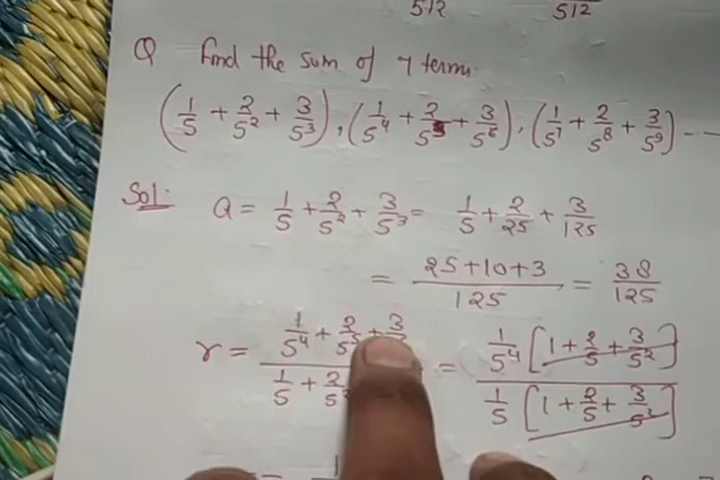 512 512
Q Find the sum of 7 terms.
(1/5 + 2/5² + 3/5³), (1/5⁴ + 2/5⁵ + 3/5⁶), (1/5⁷ + 2/5⁸ + 3/5⁹) ---
Sol: a = 1/5 + 2/5² + 3/5³ = 1/5 + 2/25 + 3/125
= 25+10+3/125 = 38/125
r = 1/5⁴ + 2/5⁵ + 3 / 1/5 + 2/5² = 1/5⁴ [1 + 2/5 + 3/5²] / 1/5 [1 + 2/5 + 3/5²]
= 1